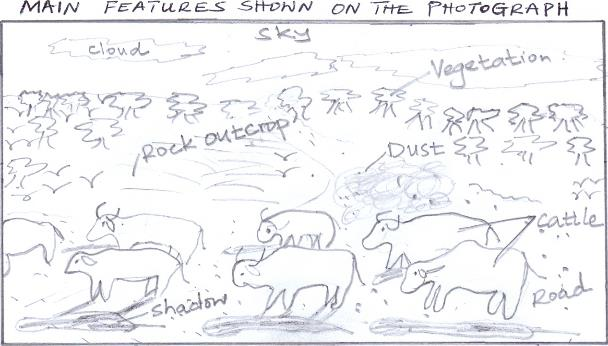 MAIN FEATURES SHOWN ON THE PHOTOGRAPH
sky
cloud
Vegetation
Rock outcrop
Dust
cattle
Road
shadow